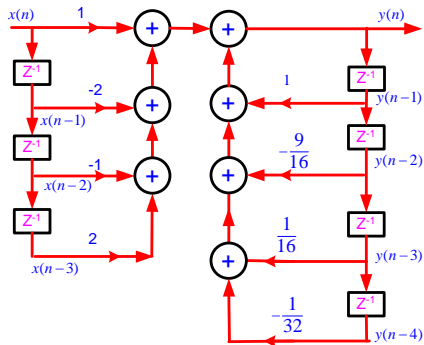 x(n) 1 + + y(n)
Z⁻¹ Z⁻¹
-2 + + 1 y(n−1)
x(n−1)
Z⁻¹ Z⁻¹
-1 + + −9/16 y(n−2)
x(n−2)
Z⁻¹ Z⁻¹
2 + 1/16 y(n−3)
x(n−3)
Z⁻¹
−1/32 y(n−4)